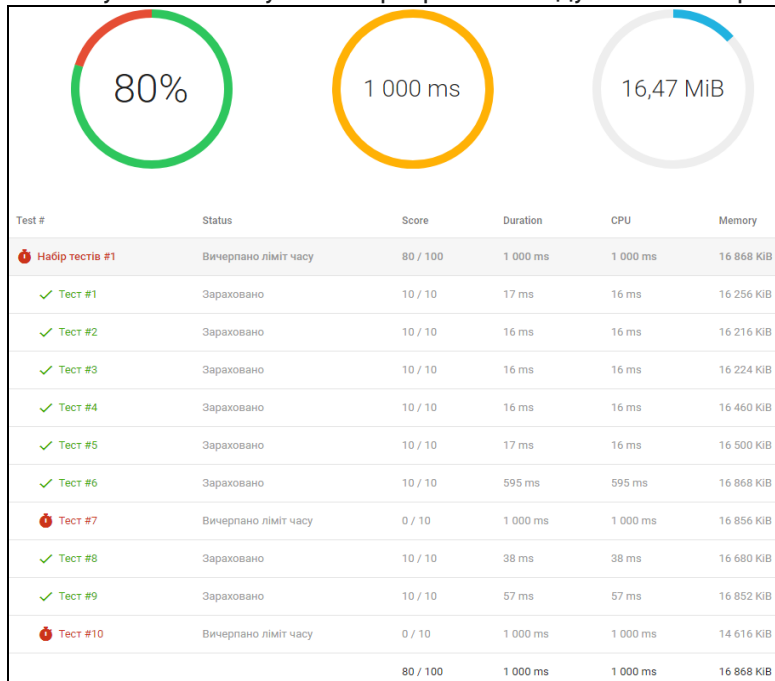 80%
1 000 ms
16,47 MiB
Test # Status Score Duration CPU Memory
Набір тестів #1 Вичерпано ліміт часу 80 / 100 1 000 ms 1 000 ms 16 868 KiB
Тест #1 Зараховано 10 / 10 17 ms 16 ms 16 256 KiB
Тест #2 Зараховано 10 / 10 16 ms 16 ms 16 216 KiB
Тест #3 Зараховано 10 / 10 16 ms 16 ms 16 224 KiB
Тест #4 Зараховано 10 / 10 16 ms 16 ms 16 460 KiB
Тест #5 Зараховано 10 / 10 17 ms 16 ms 16 500 KiB
Тест #6 Зараховано 10 / 10 595 ms 595 ms 16 868 KiB
Тест #7 Вичерпано ліміт часу 0 / 10 1 000 ms 1 000 ms 16 856 KiB
Тест #8 Зараховано 10 / 10 38 ms 38 ms 16 680 KiB
Тест #9 Зараховано 10 / 10 57 ms 57 ms 16 852 KiB
Тест #10 Вичерпано ліміт часу 0 / 10 1 000 ms 1 000 ms 14 616 KiB
80 / 100 1 000 ms 1 000 ms 16 868 KiB